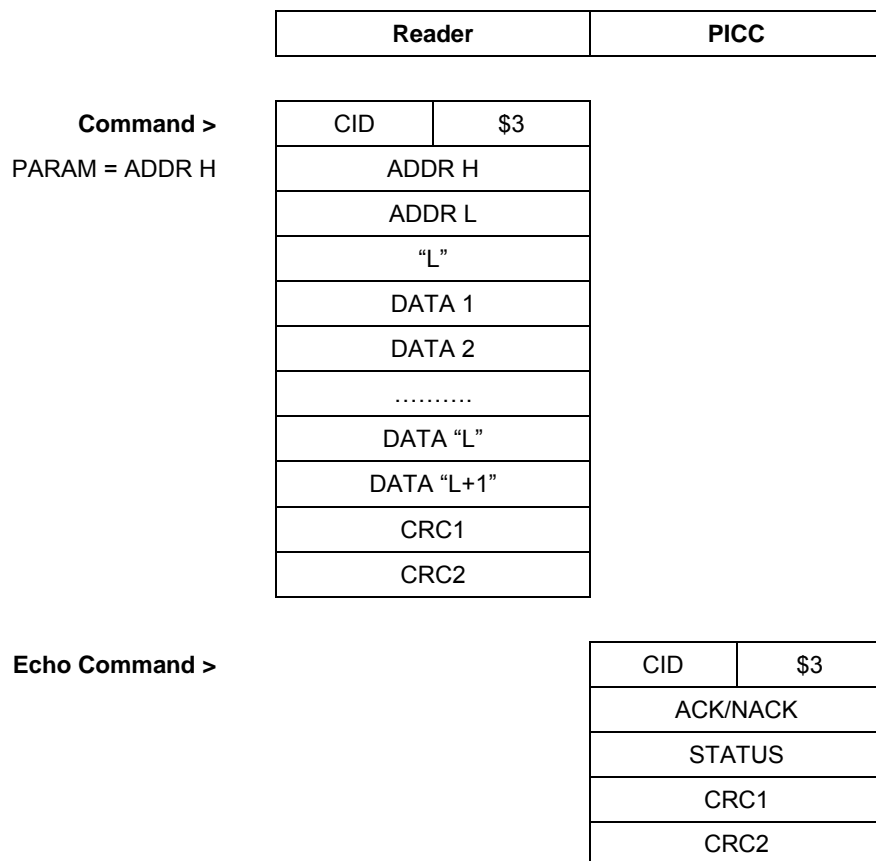 Reader PICC
Command > CID $3
PARAM = ADDR H ADDR H
ADDR L
“L”
DATA 1
DATA 2
……….
DATA “L”
DATA “L+1”
CRC1
CRC2
Echo Command > CID $3
ACK/NACK
STATUS
CRC1
CRC2